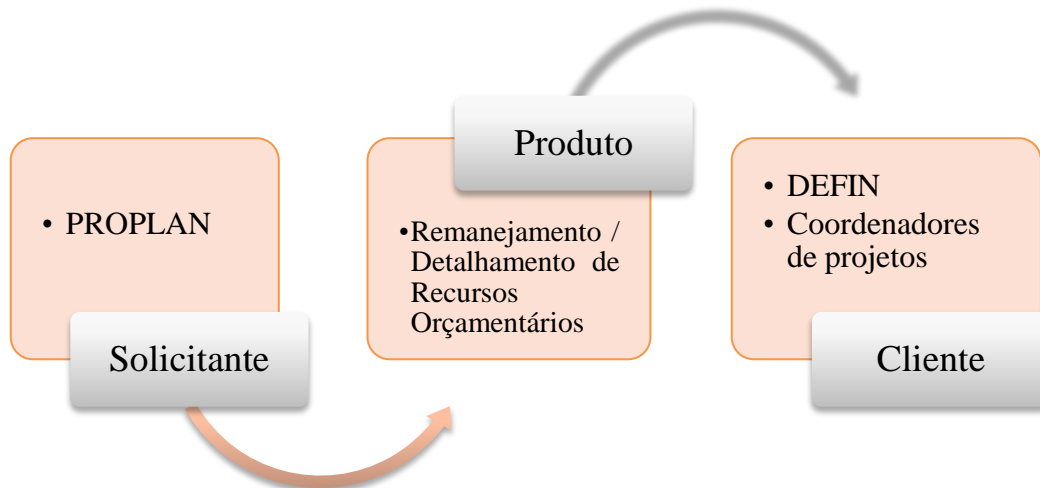 • PROPLAN
Solicitante
Produto
•Remanejamento /
Detalhamento de
Recursos
Orçamentários
• DEFIN
• Coordenadores
de projetos
Cliente